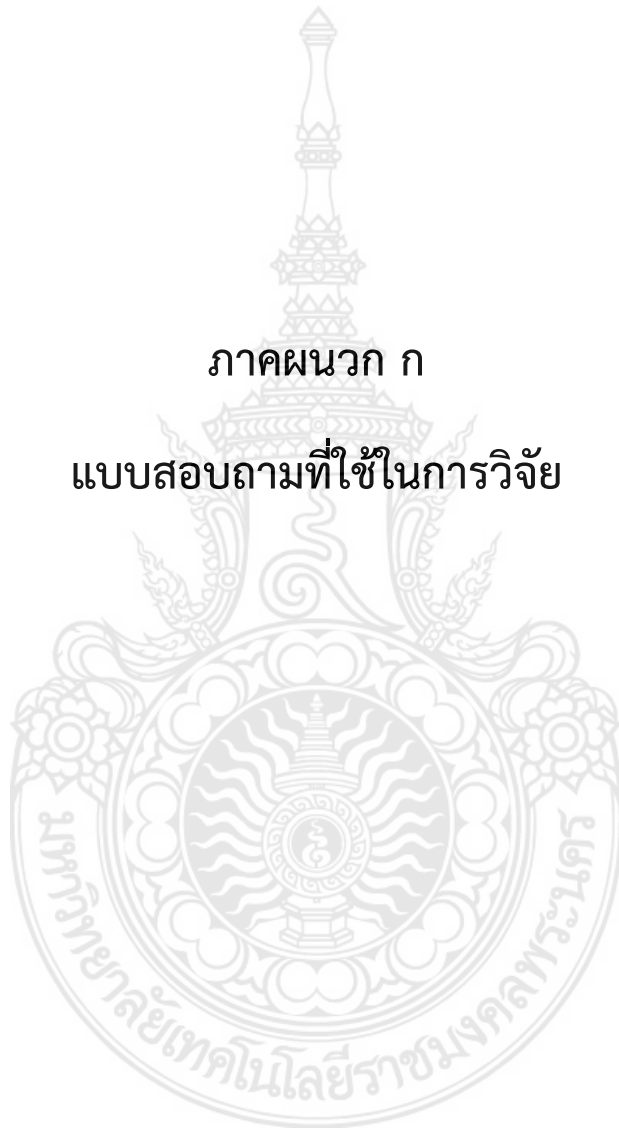 ภาคผนวก ก
แบบสอบถามที่ใช้ในการวิจัย
มหาวิทยาลัยเทคโนโลยีราชมงคลพระนคร